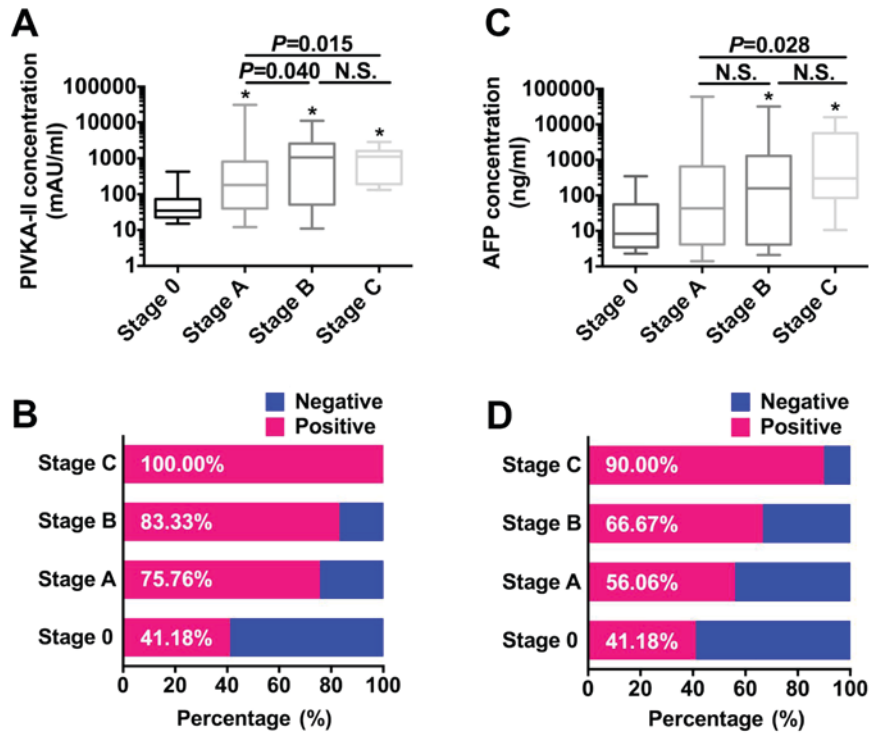 A
P=0.015
P=0.040 N.S.
PIVKA-II concentration
(mAU/ml)
100000
10000
1000
100
10
1
*
*
*
Stage 0
Stage A
Stage B
Stage C
C
P=0.028
N.S. N.S.
AFP concentration
(ng/ml)
100000
10000
1000
100
10
1
*
*
Stage 0
Stage A
Stage B
Stage C
B
Negative
Positive
Stage C 100.00%
Stage B 83.33%
Stage A 75.76%
Stage 0 41.18%
0 20 40 60 80 100
Percentage (%)
D
Negative
Positive
Stage C 90.00%
Stage B 66.67%
Stage A 56.06%
Stage 0 41.18%
0 20 40 60 80 100
Percentage (%)